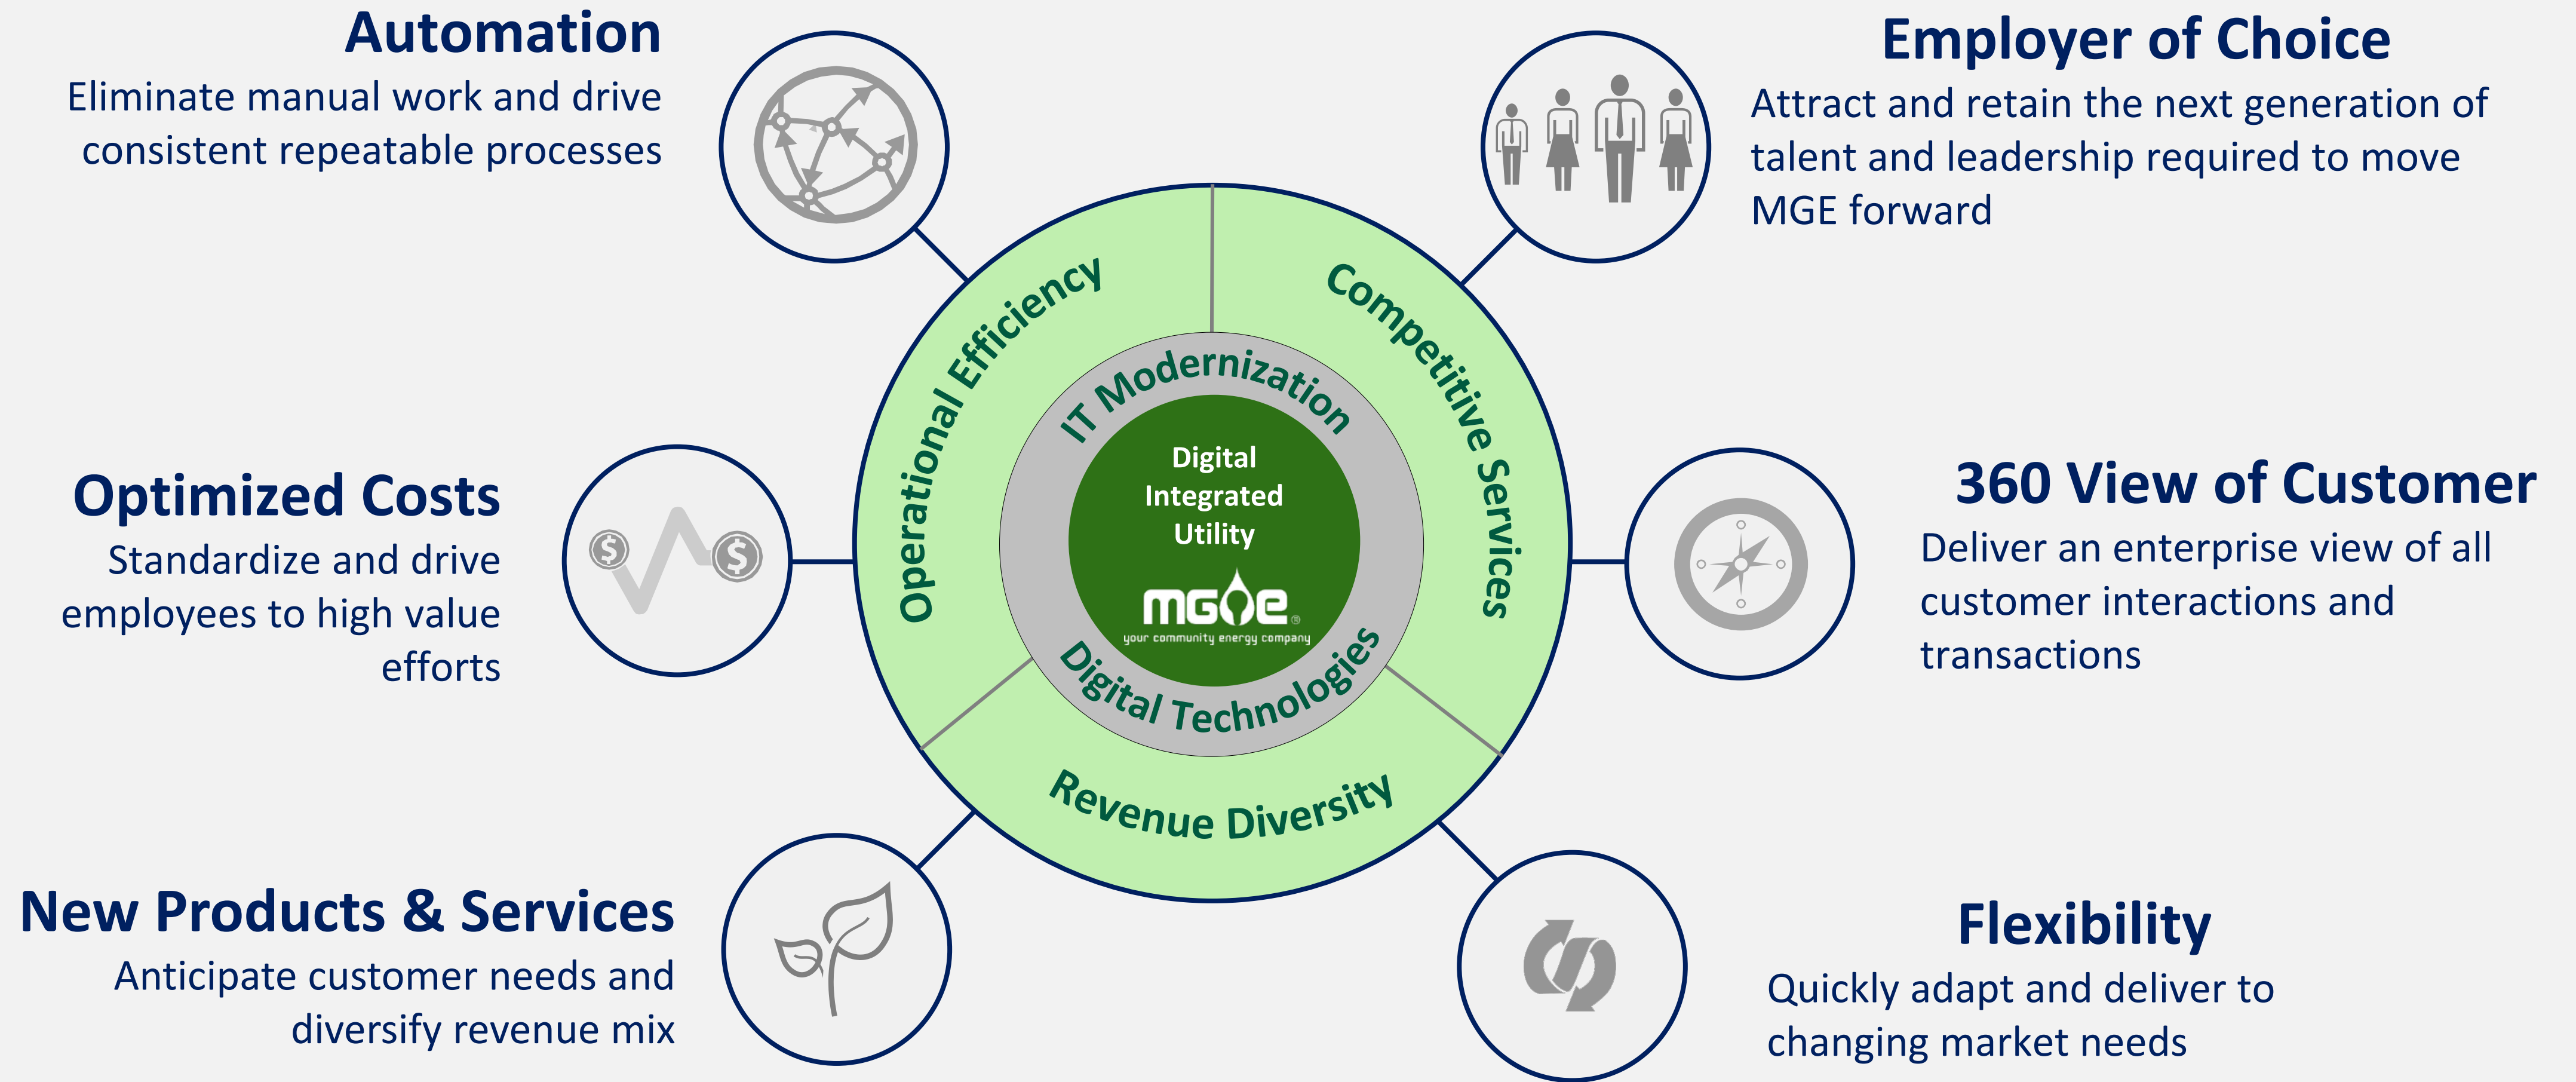 Automation
Eliminate manual work and drive
consistent repeatable processes
Employer of Choice
Attract and retain the next generation of
talent and leadership required to move
MGE forward
Optimized Costs
Standardize and drive
employees to high value
efforts
360 View of Customer
Deliver an enterprise view of all
customer interactions and
transactions
New Products & Services
Anticipate customer needs and
diversify revenue mix
Flexibility
Quickly adapt and deliver to
changing market needs
Operational Efficiency
Competitive Services
Revenue Diversity
IT Modernization
Digital Technologies
Digital
Integrated
Utility
mge®
your community energy company
$ $